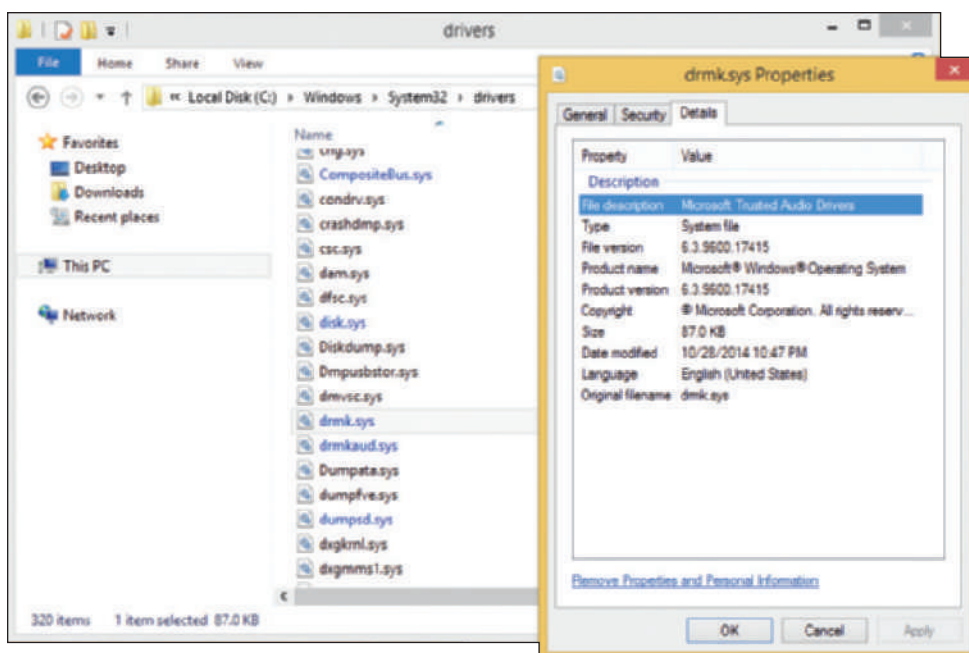 drivers
File Home Share View
« Local Disk (C:) ▸ Windows ▸ System32 ▸ drivers
Favorites
Desktop
Downloads
Recent places
This PC
Network
Name
cng.sys
CompositeBus.sys
condrv.sys
crashdmp.sys
csc.sys
dam.sys
dfsc.sys
disk.sys
Diskdump.sys
Dmpusbstor.sys
dmvsc.sys
drmk.sys
drmkaud.sys
Dumpata.sys
dumpfve.sys
dumpsd.sys
dxgkrnl.sys
dxgmms1.sys
320 items 1 item selected 87.0 KB
drmk.sys Properties
General Security Details
Property Value
Description
File description Microsoft Trusted Audio Drivers
Type System file
File version 6.3.9600.17415
Product name Microsoft® Windows® Operating System
Product version 6.3.9600.17415
Copyright © Microsoft Corporation. All rights reserv...
Size 87.0 KB
Date modified 10/28/2014 10:47 PM
Language English (United States)
Original filename drmk.sys
Remove Properties and Personal Information
OK Cancel Apply